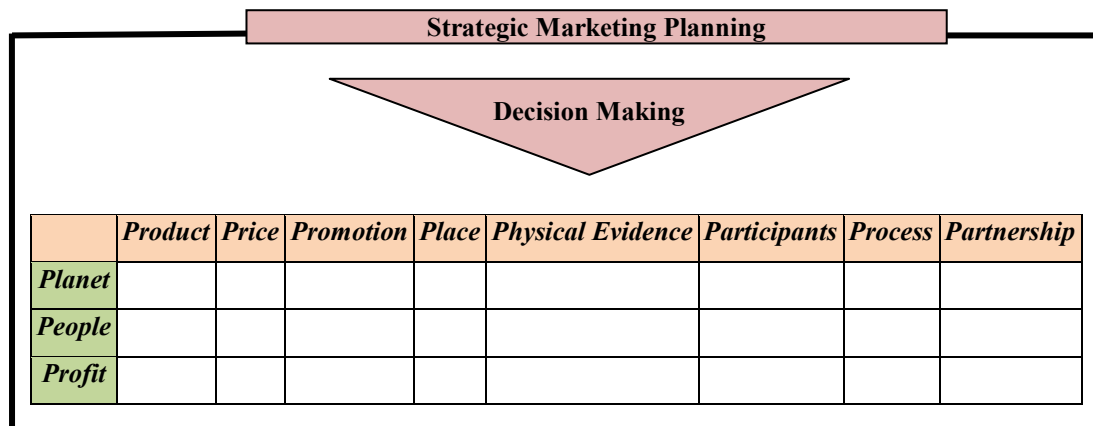 Strategic Marketing Planning
Decision Making
Product Price Promotion Place Physical Evidence Participants Process Partnership
Planet
People
Profit